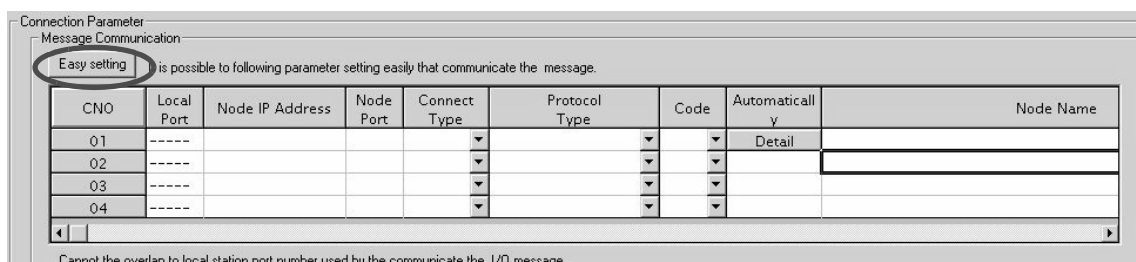 Connection Parameter
Message Communication
Easy setting is possible to following parameter setting easily that communicate the message.
CNO Local Port Node IP Address Node Port Connect Type Protocol Type Code Automaticall y Node Name
01 ----- Detail
02 -----
03 -----
04 -----
Cannot the overlap to local station port number used by the communicate the I/O message.